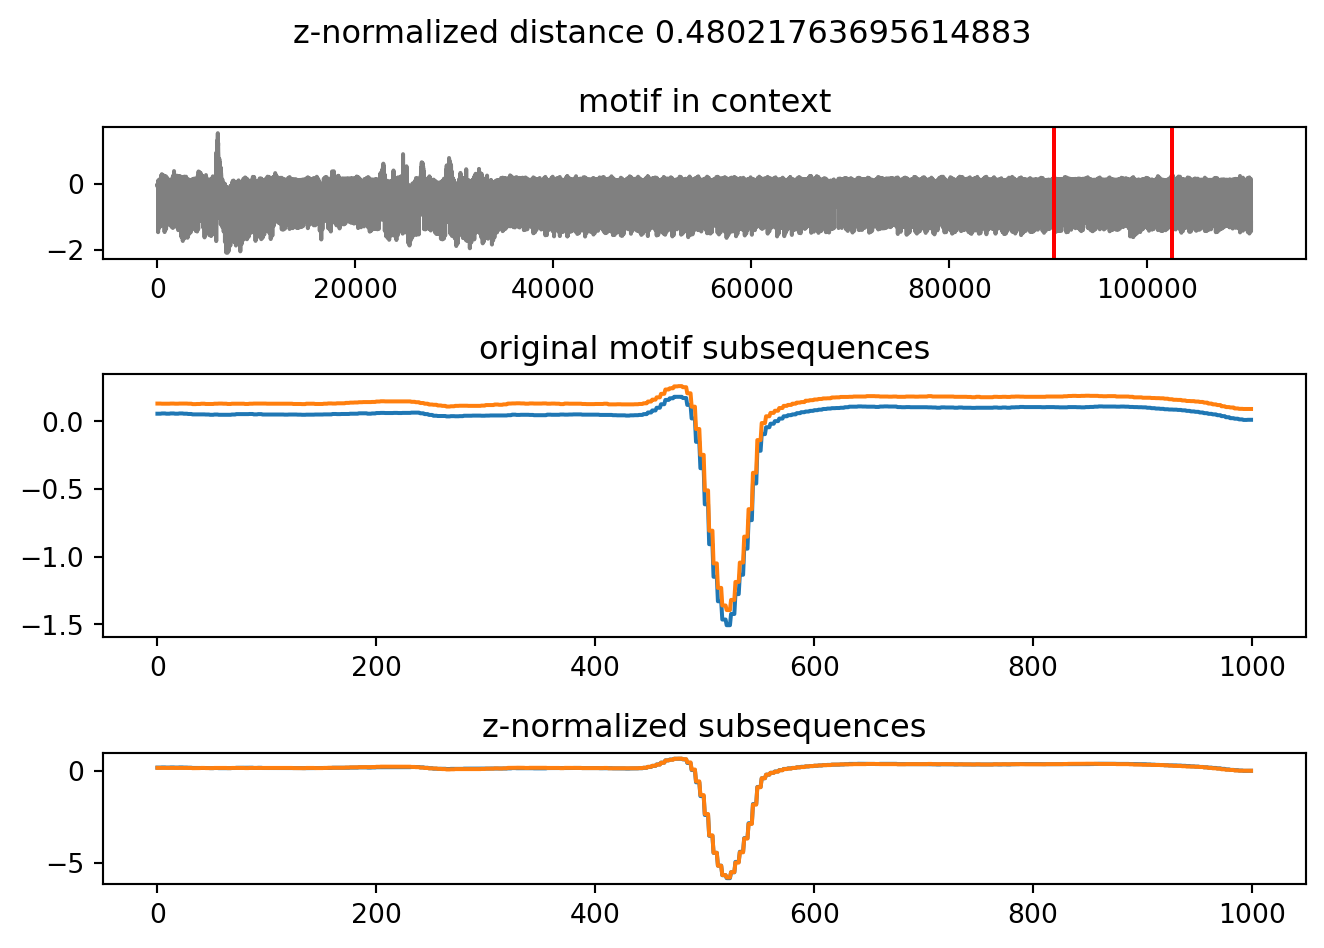 z-normalized distance 0.48021763695614883
motif in context
0
−2
0 20000 40000 60000 80000 100000
original motif subsequences
0.0
−0.5
−1.0
−1.5
0 200 400 600 800 1000
z-normalized subsequences
0
−5
0 200 400 600 800 1000